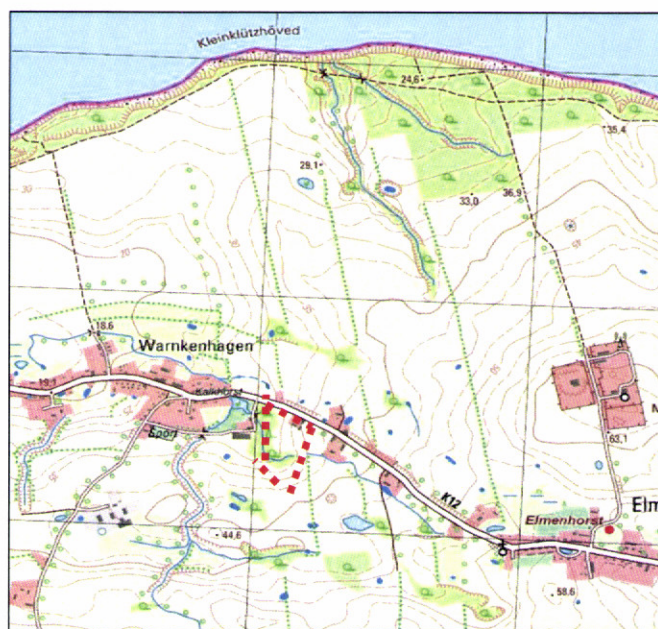 Kleinklützhöved
24,6
35,4
29,1
36,9
33,0
18,6
Warnkenhagen
19,1
Kalkhorst
Sport
63,1
K12
Elm
Elmenhorst
44,6
58,6